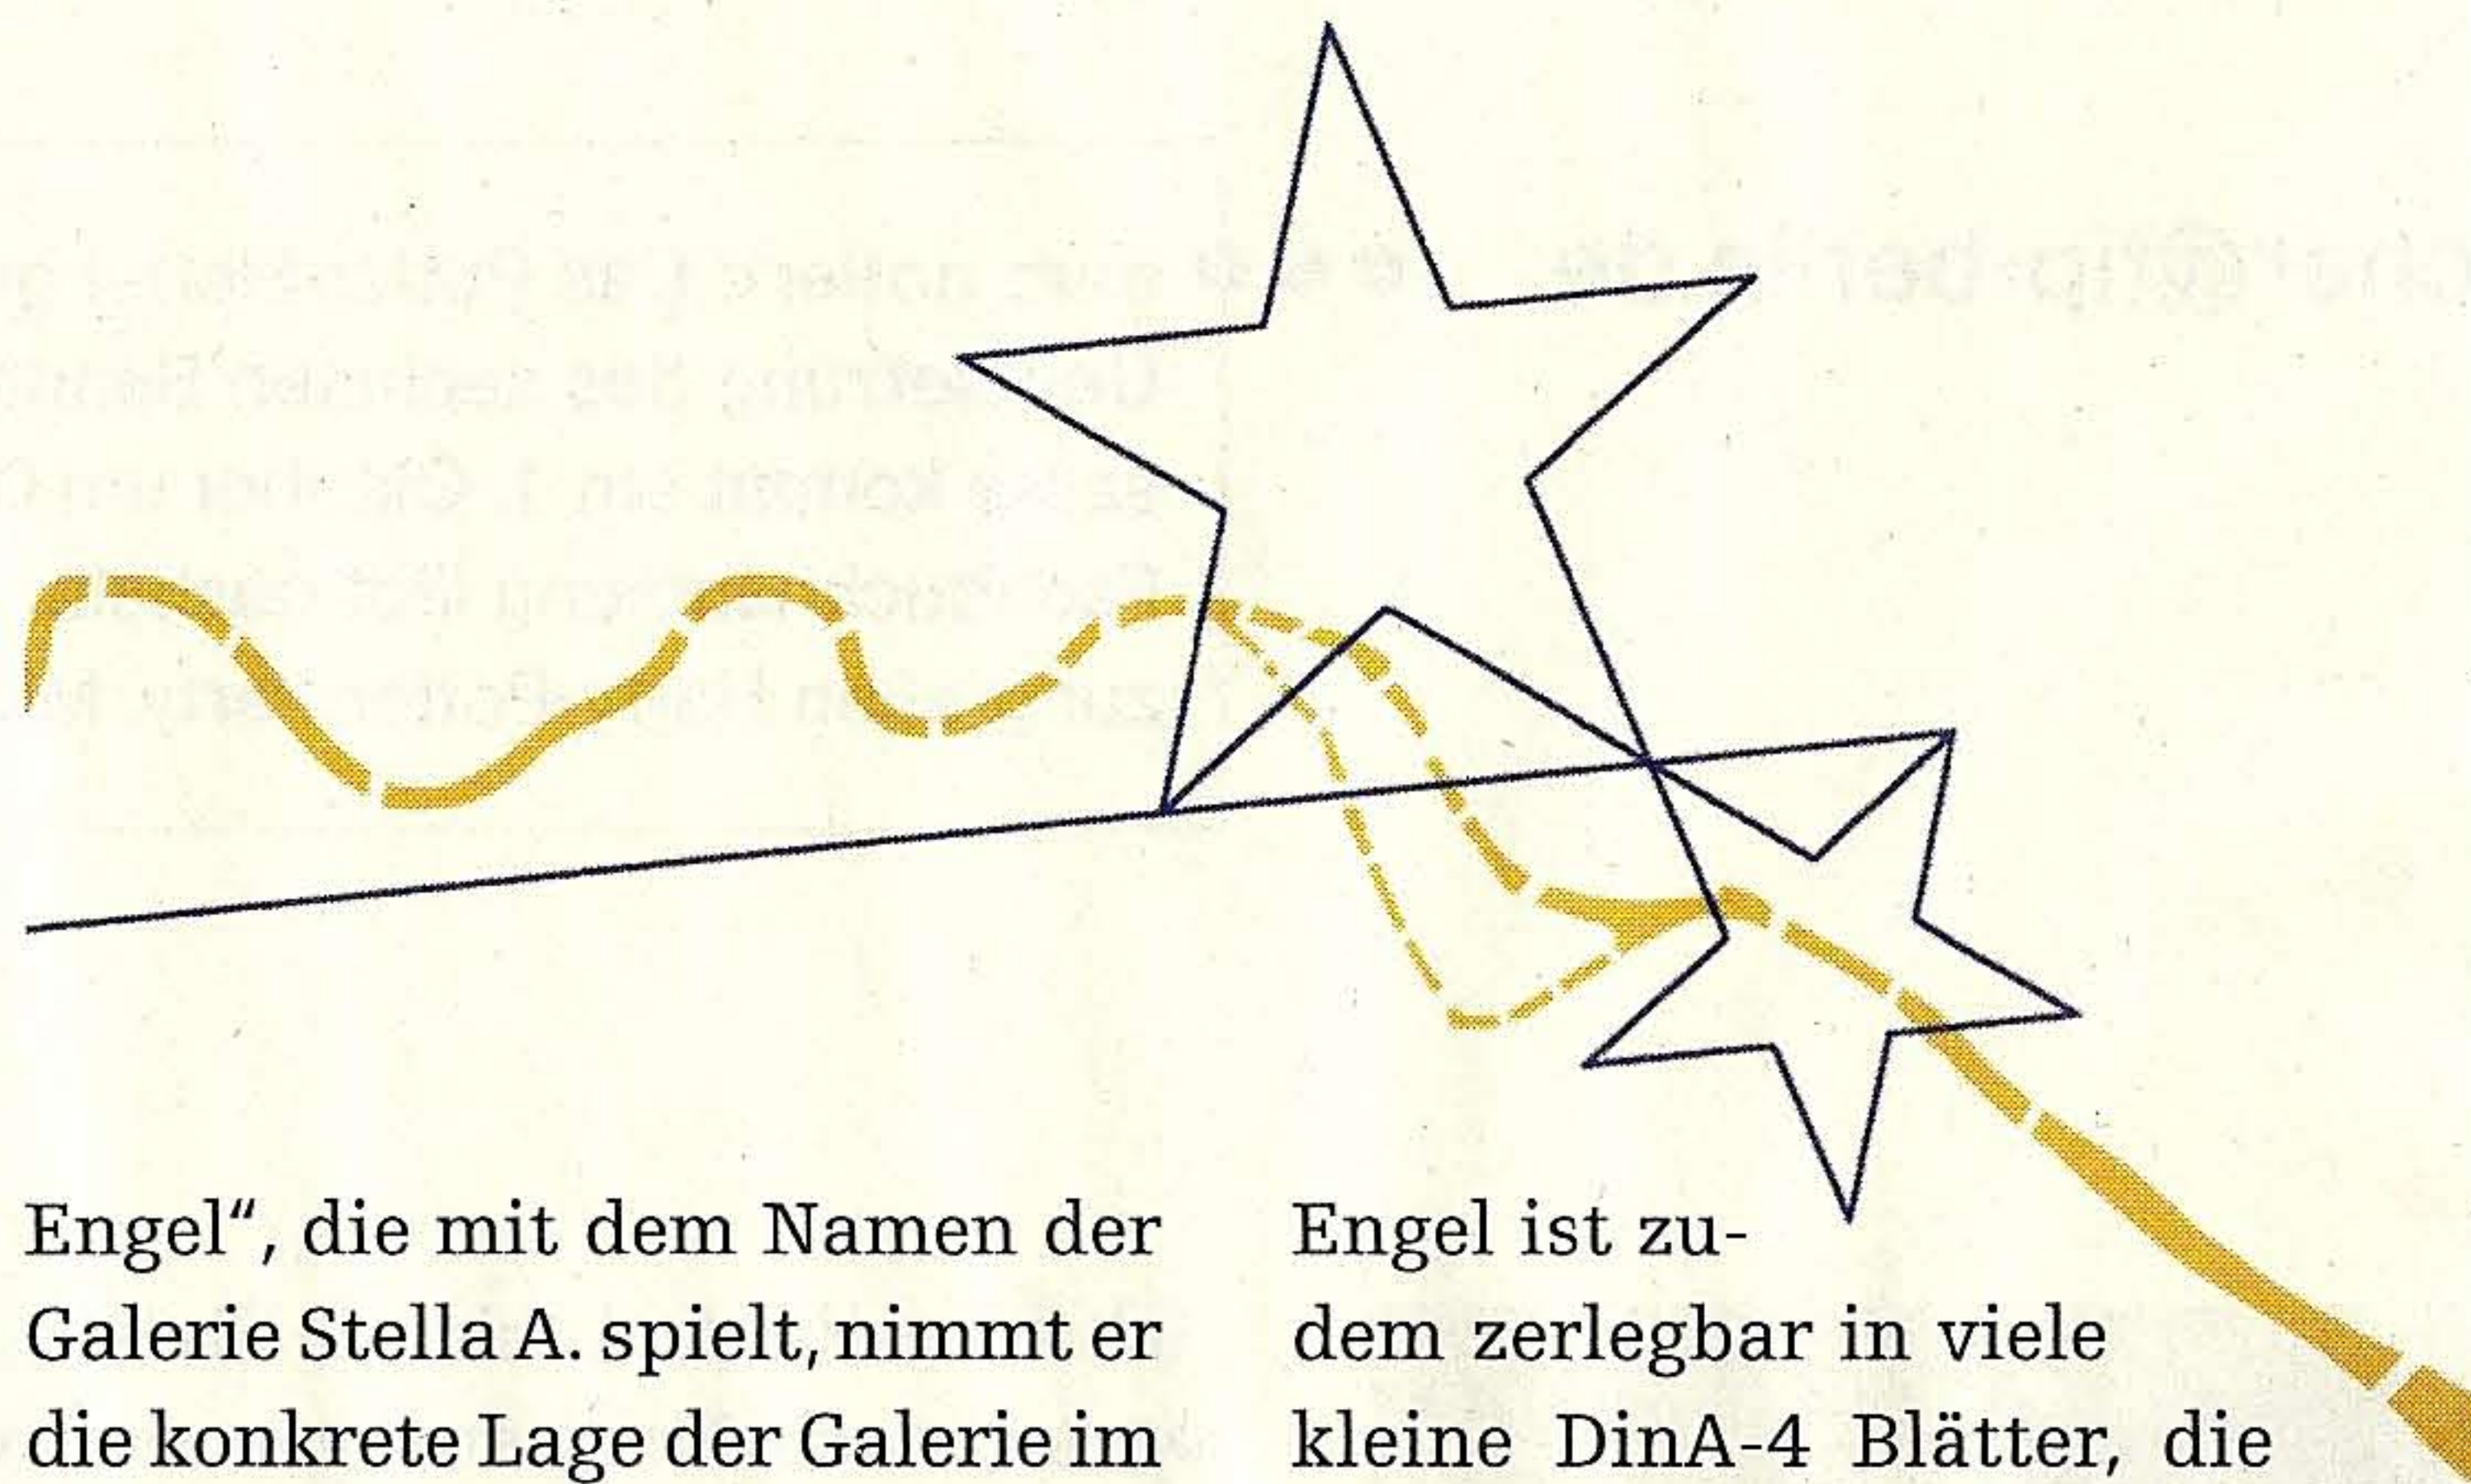 Engel“, die mit dem Namen der
Galerie Stella A. spielt, nimmt er
die konkrete Lage der Galerie im
Engel ist zu-
dem zerlegbar in viele
kleine DinA-4 Blätter, die